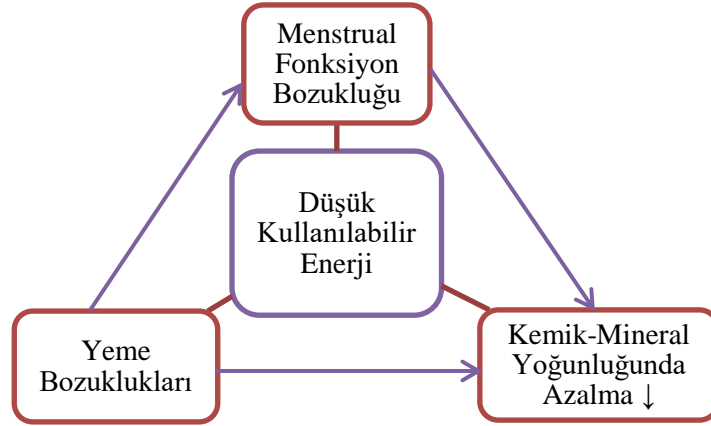 Menstrual
Fonksiyon
Bozukluğu
Düşük
Kullanılabilir
Enerji
Yeme
Bozuklukları
Kemik-Mineral
Yoğunluğunda
Azalma ↓